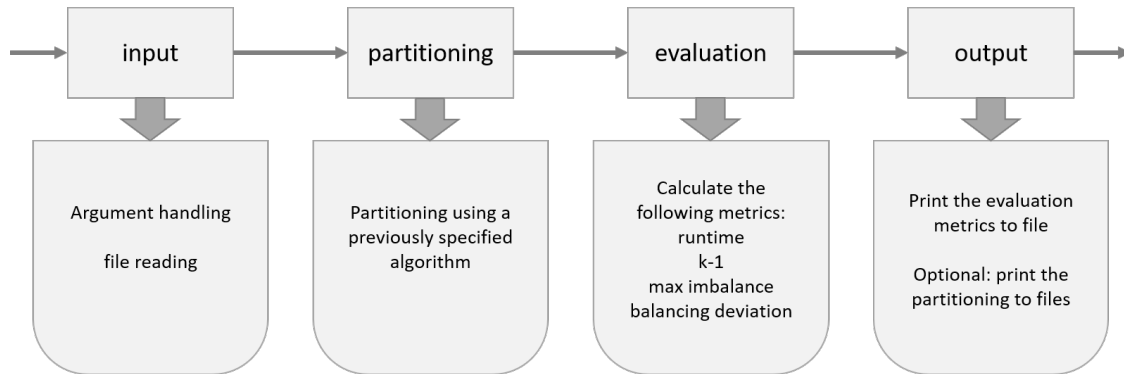 input
partitioning
evaluation
output
Argument handling
file reading
Partitioning using a
previously specified
algorithm
Calculate the
following metrics:
runtime
k-1
max imbalance
balancing deviation
Print the evaluation
metrics to file
Optional: print the
partitioning to files